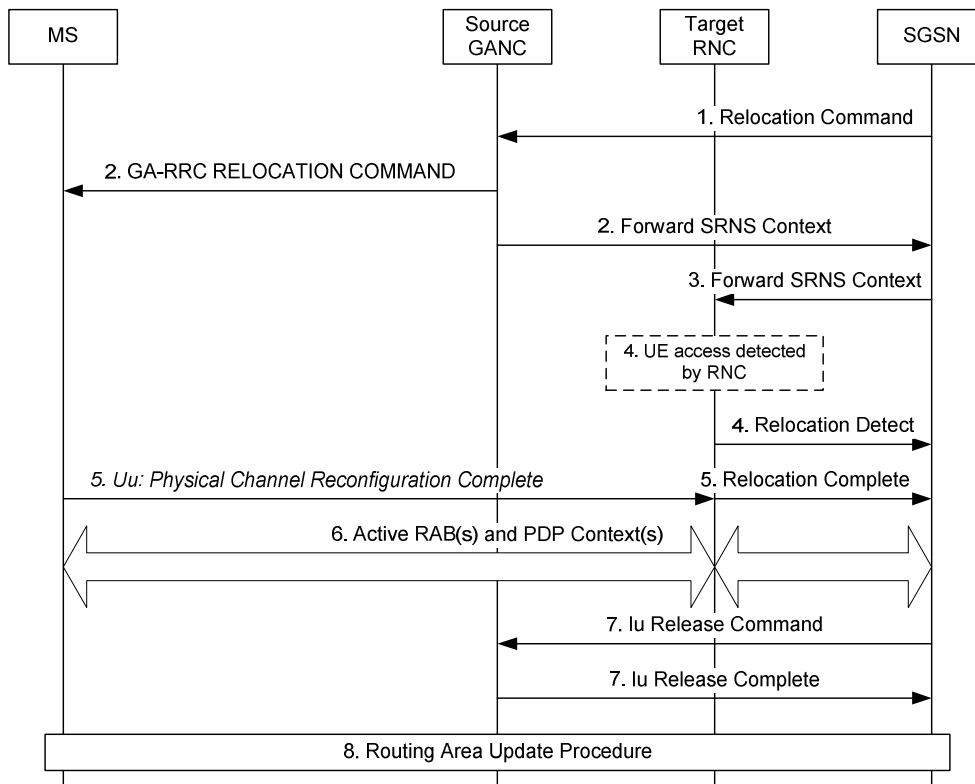 MS
Source
GANC
Target
RNC
SGSN
1. Relocation Command
2. GA-RRC RELOCATION COMMAND
2. Forward SRNS Context
3. Forward SRNS Context
4. UE access detected
by RNC
4. Relocation Detect
5. Uu: Physical Channel Reconfiguration Complete
5. Relocation Complete
6. Active RAB(s) and PDP Context(s)
7. Iu Release Command
7. Iu Release Complete
8. Routing Area Update Procedure